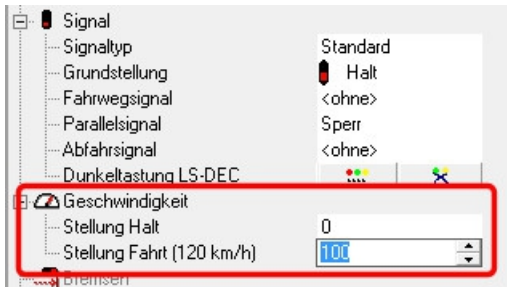 Signal
Signaltyp Standard
Grundstellung Halt
Fahrwegsignal <ohne>
Parallelsignal Sperr
Abfahrsignal <ohne>
Dunkeltastung LS-DEC
Geschwindigkeit
Stellung Halt 0
Stellung Fahrt (120 km/h) 100
Bremsen